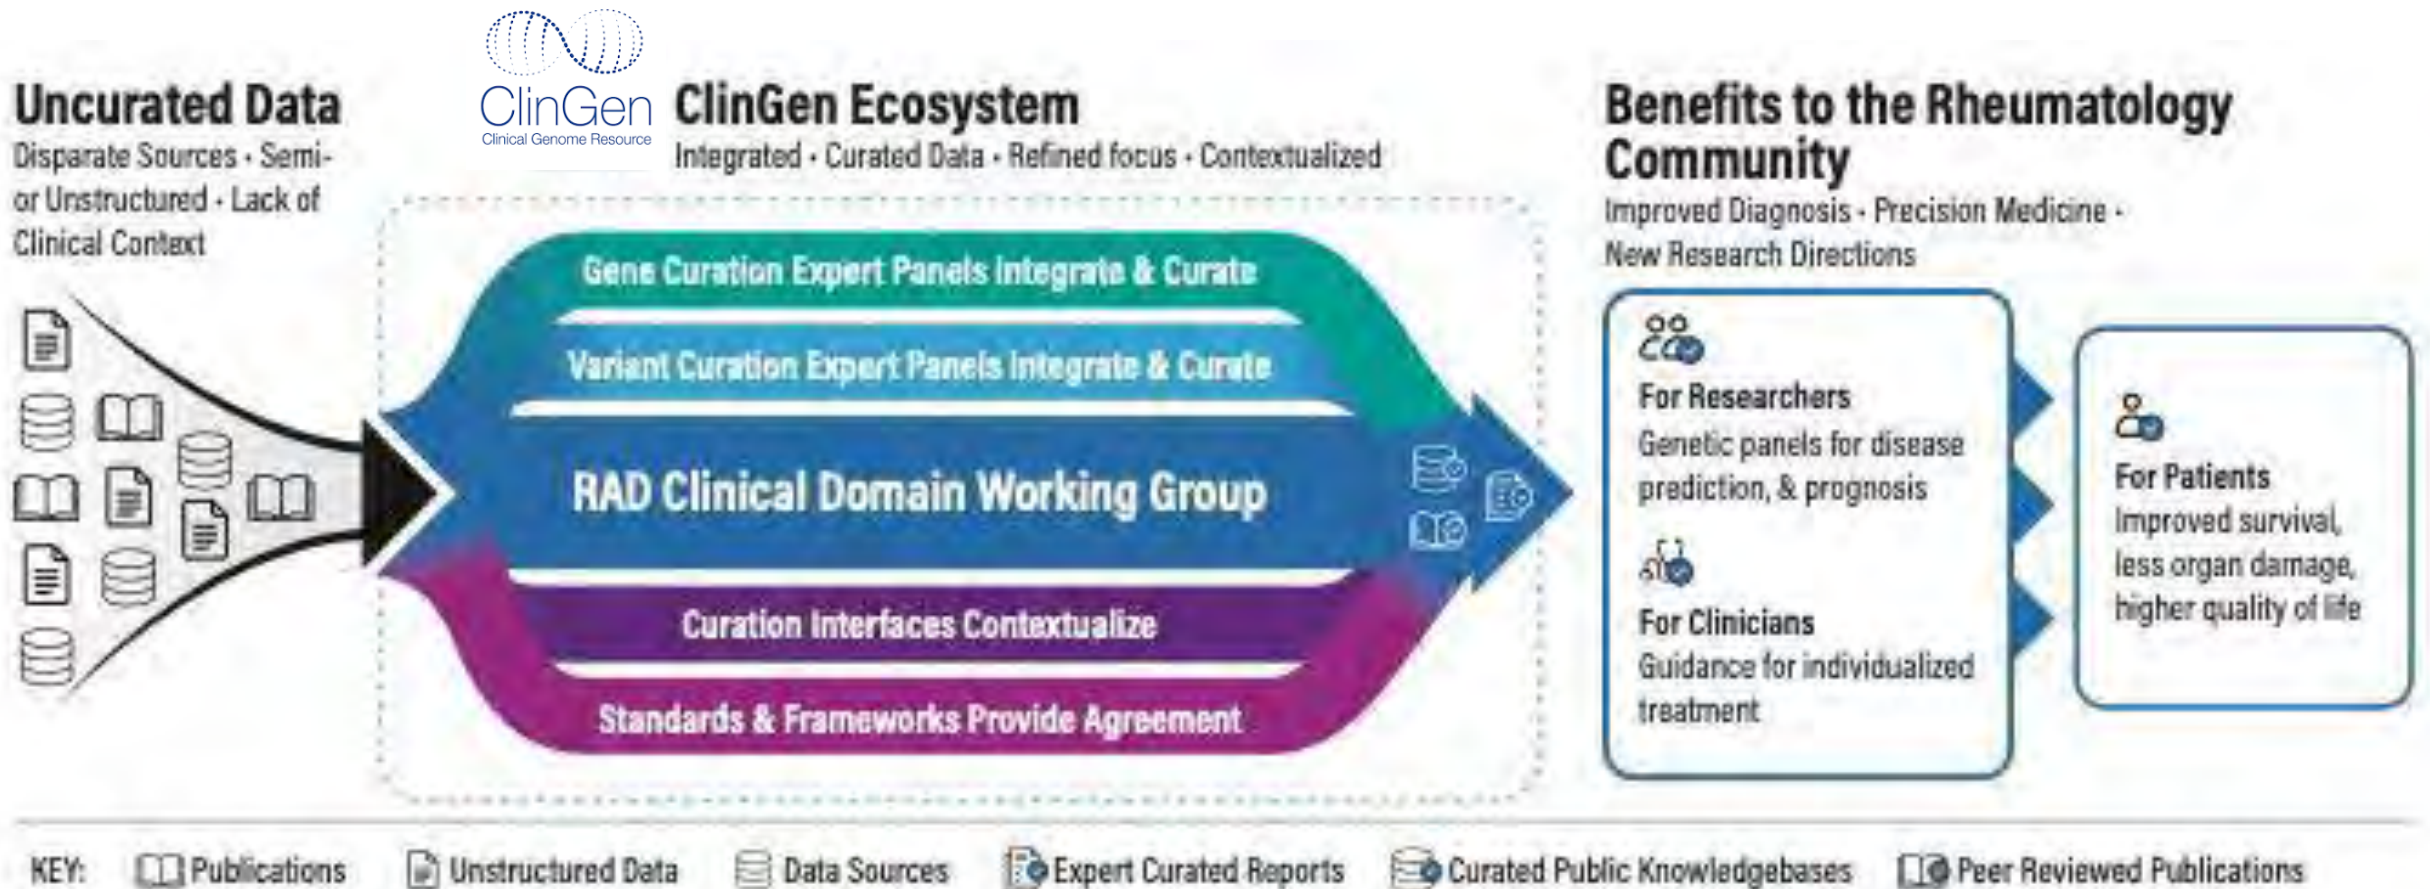 Uncurated Data
Disparate Sources · Semi-
or Unstructured · Lack of
Clinical Context
ClinGen
Clinical Genome Resource
ClinGen Ecosystem
Integrated · Curated Data · Refined focus · Contextualized
Gene Curation Expert Panels Integrate & Curate
Variant Curation Expert Panels Integrate & Curate
RAD Clinical Domain Working Group
Curation Interfaces Contextualize
Standards & Frameworks Provide Agreement
Benefits to the Rheumatology
Community
Improved Diagnosis · Precision Medicine ·
New Research Directions
For Researchers
Genetic panels for disease
prediction, & prognosis
For Clinicians
Guidance for individualized
treatment
For Patients
Improved survival,
less organ damage,
higher quality of life
KEY: Publications Unstructured Data Data Sources Expert Curated Reports Curated Public Knowledgebases Peer Reviewed Publications